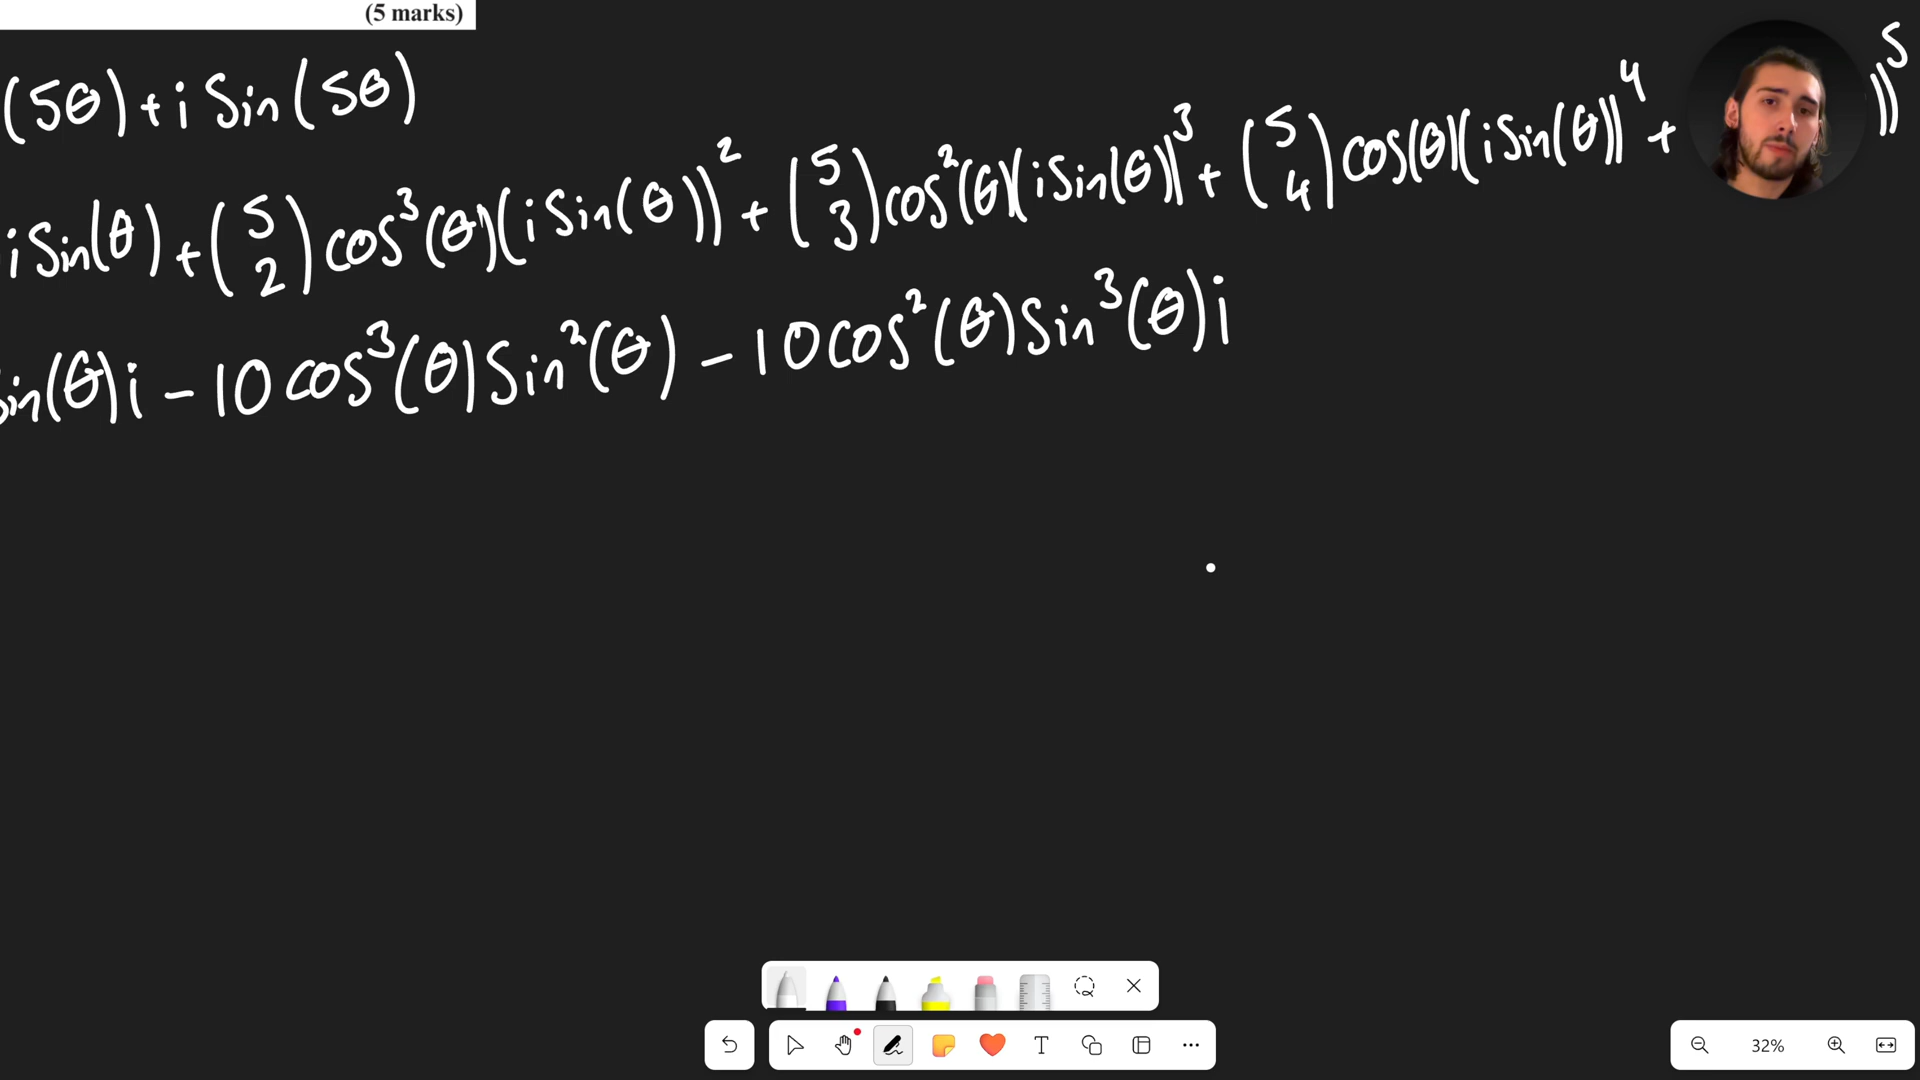 (5 marks)
(5θ) + i Sin(5θ)
i Sin(θ) + (5 2) cos³(θ)(i Sin(θ))² + (5 3) cos²(θ)(i Sin(θ))³ + (5 4) cos(θ)(i Sin(θ))⁴ + ))⁵
Sin(θ)i - 10 cos³(θ) Sin²(θ) - 10 cos²(θ) Sin³(θ) i
32%